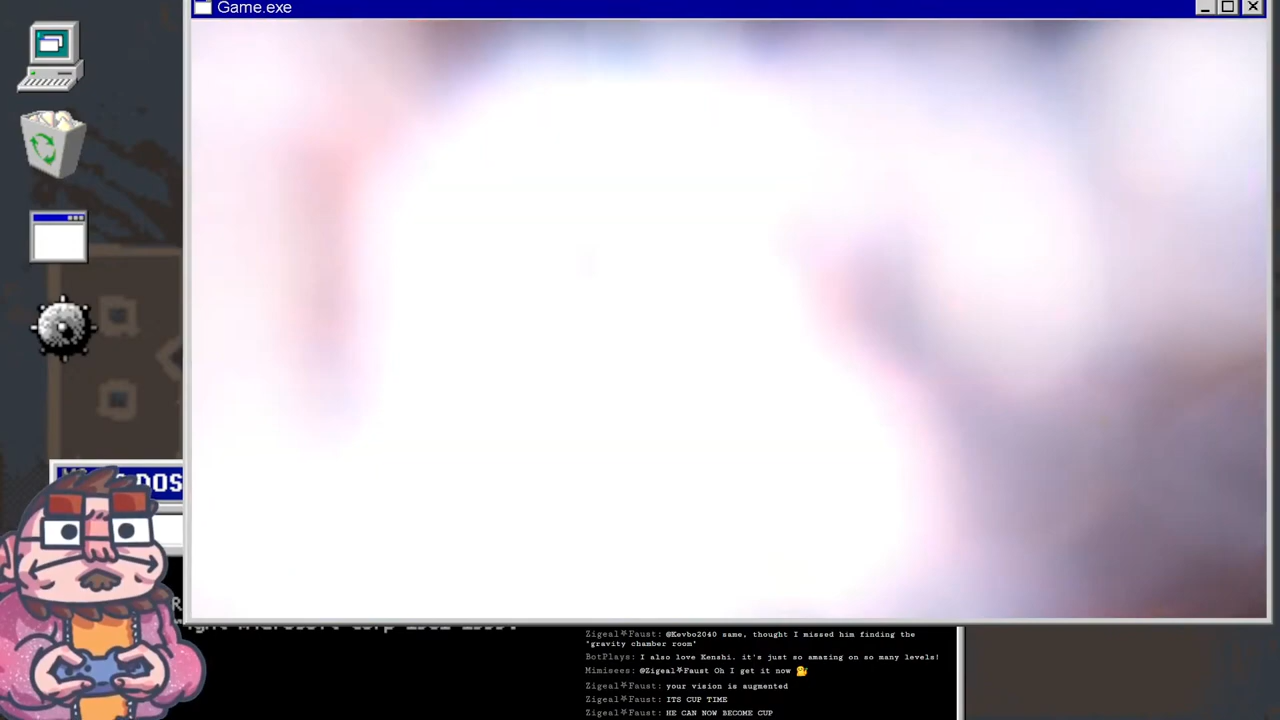 Game.exe
DOS
Zigeal⛧Faust: @Kevbo2040 same, thought I missed him finding the
"gravity chamber room"
BotPlays: I also love Kenshi. it's just so amazing on so many levels!
Mimisees: @Zigeal⛧Faust Oh I get it now
Zigeal⛧Faust: your vision is augmented
Zigeal⛧Faust: ITS CUP TIME
Zigeal⛧Faust: HE CAN NOW BECOME CUP